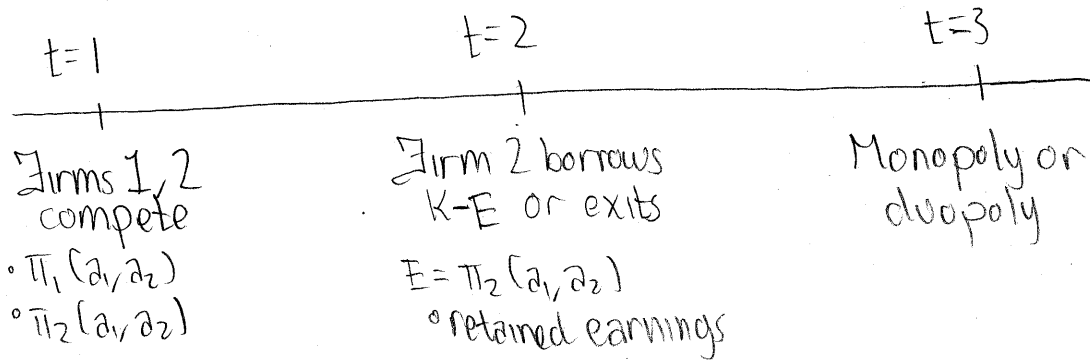 t=1
t=2
t=3
Firms 1, 2
compete
• π₁(a₁, a₂)
• π₂(a₁, a₂)
Firm 2 borrows
K-E or exits
E = π₂(a₁, a₂)
• retained earnings
Monopoly or
duopoly